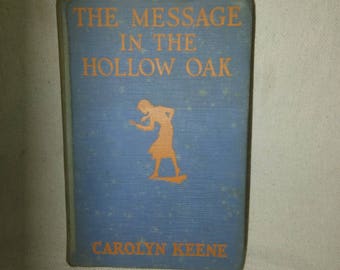 THE MESSAGE
IN THE
HOLLOW OAK
CAROLYN KEENE